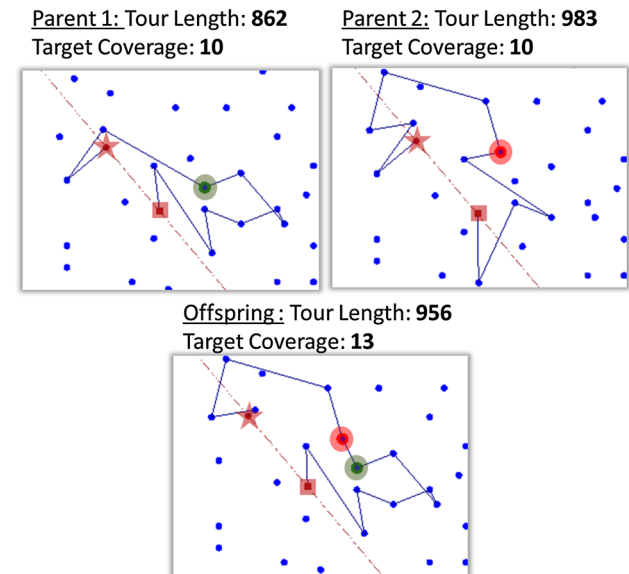 Parent 1: Tour Length: 862
Target Coverage: 10
Parent 2: Tour Length: 983
Target Coverage: 10
Offspring : Tour Length: 956
Target Coverage: 13